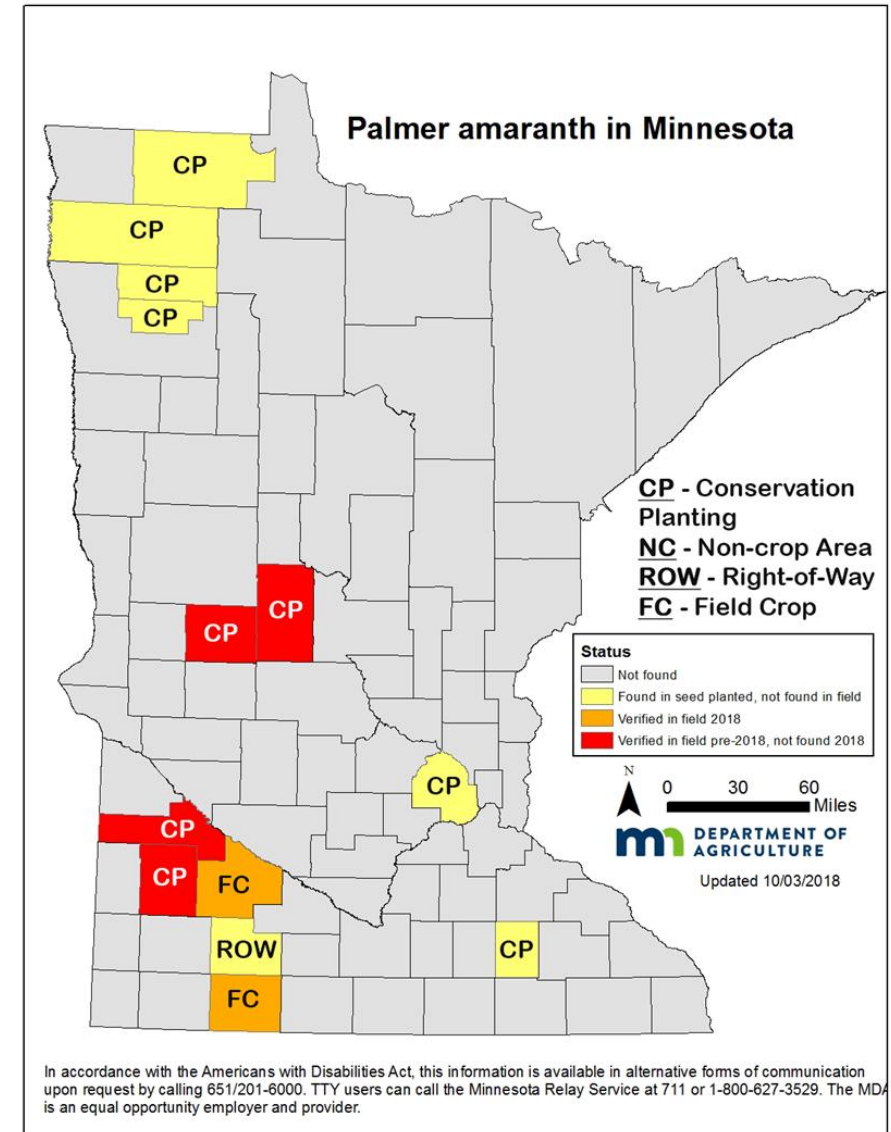 Palmer amaranth in Minnesota
CP
CP
CP
CP
CP
CP
CP
CP
CP
FC
ROW
CP
FC
CP - Conservation
Planting
NC - Non-crop Area
ROW - Right-of-Way
FC - Field Crop
Status
Not found
Found in seed planted, not found in field
Verified in field 2018
Verified in field pre-2018, not found 2018
N
0 30 60
Miles
mn DEPARTMENT OF
AGRICULTURE
Updated 10/03/2018
In accordance with the Americans with Disabilities Act, this information is available in alternative forms of communication
upon request by calling 651/201-6000. TTY users can call the Minnesota Relay Service at 711 or 1-800-627-3529. The MDA
is an equal opportunity employer and provider.